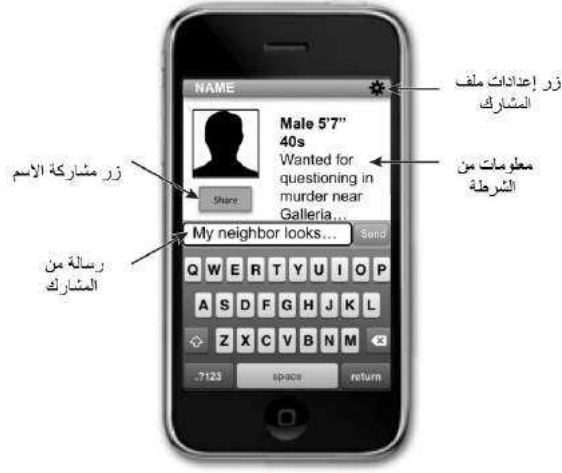 NAME
زر إعدادات ملف
المشارك
Male 5'7"
40s
Wanted for
questioning in
murder near
Galleria...
معلومات من
الشرطة
زر مشاركة الاسم
Share
My neighbor looks...
Send
رسالة من
المشارك
Q W E R T Y U I O P
A S D F G H J K L
Z X C V B N M
.?123
space
return